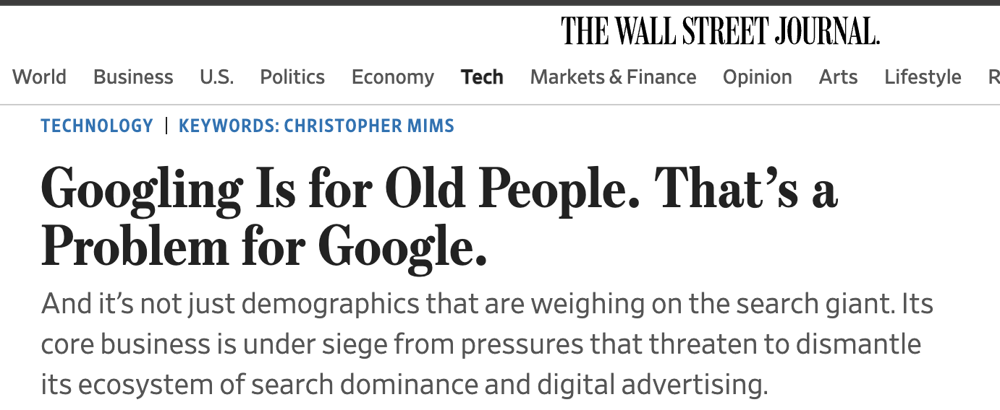 THE WALL STREET JOURNAL.
World Business U.S. Politics Economy Tech Markets & Finance Opinion Arts Lifestyle R
TECHNOLOGY | KEYWORDS: CHRISTOPHER MIMS
Googling Is for Old People. That’s a
Problem for Google.
And it’s not just demographics that are weighing on the search giant. Its
core business is under siege from pressures that threaten to dismantle
its ecosystem of search dominance and digital advertising.